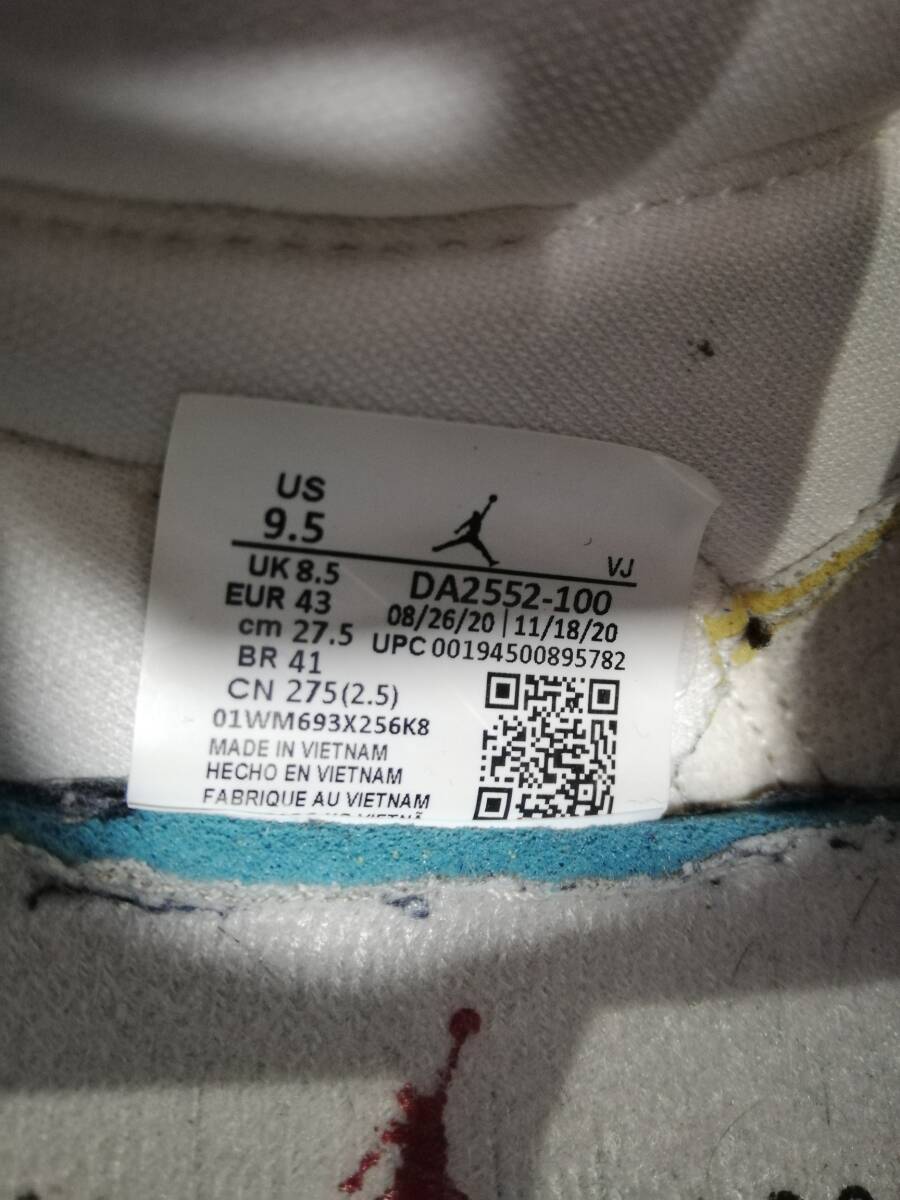 US
9.5
VJ
UK 8.5
DA2552-100
EUR 43
08/26/20 | 11/18/20
cm 27.5
UPC 00194500895782
BR 41
CN 275(2.5)
01WM693X256K8
MADE IN VIETNAM
HECHO EN VIETNAM
FABRIQUE AU VIETNAM